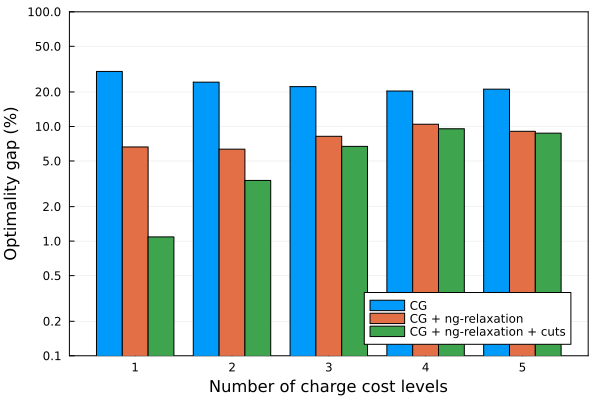 Optimality gap (%)
100.0
50.0
20.0
10.0
5.0
2.0
1.0
0.5
0.2
0.1
CG
CG + ng-relaxation
CG + ng-relaxation + cuts
1 2 3 4 5
Number of charge cost levels